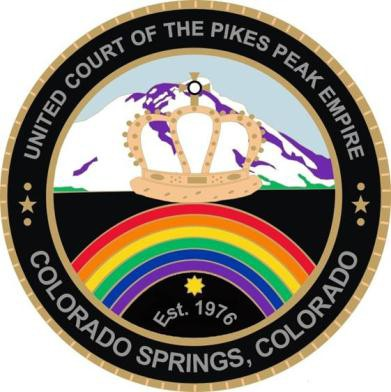 UNITED COURT OF THE PIKES PEAK EMPIRE
Est. 1976
COLORADO SPRINGS, COLORADO